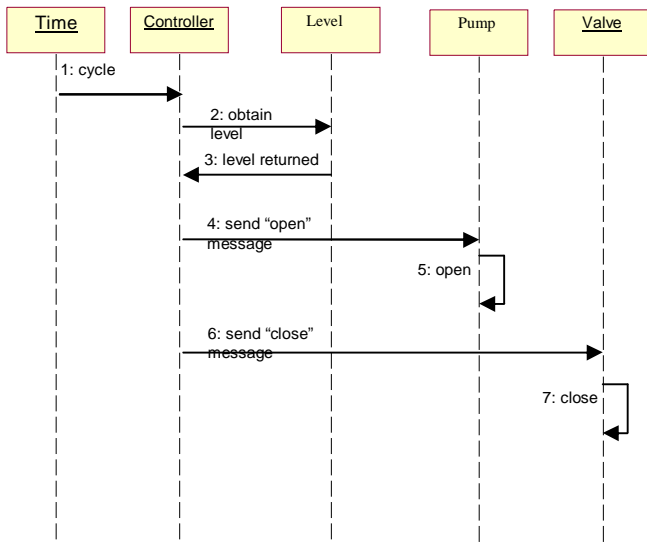 Time
Controller
Level
Pump
Valve
1: cycle
2: obtain
level
3: level returned
4: send “open”
message
5: open
6: send “close”
message
7: close